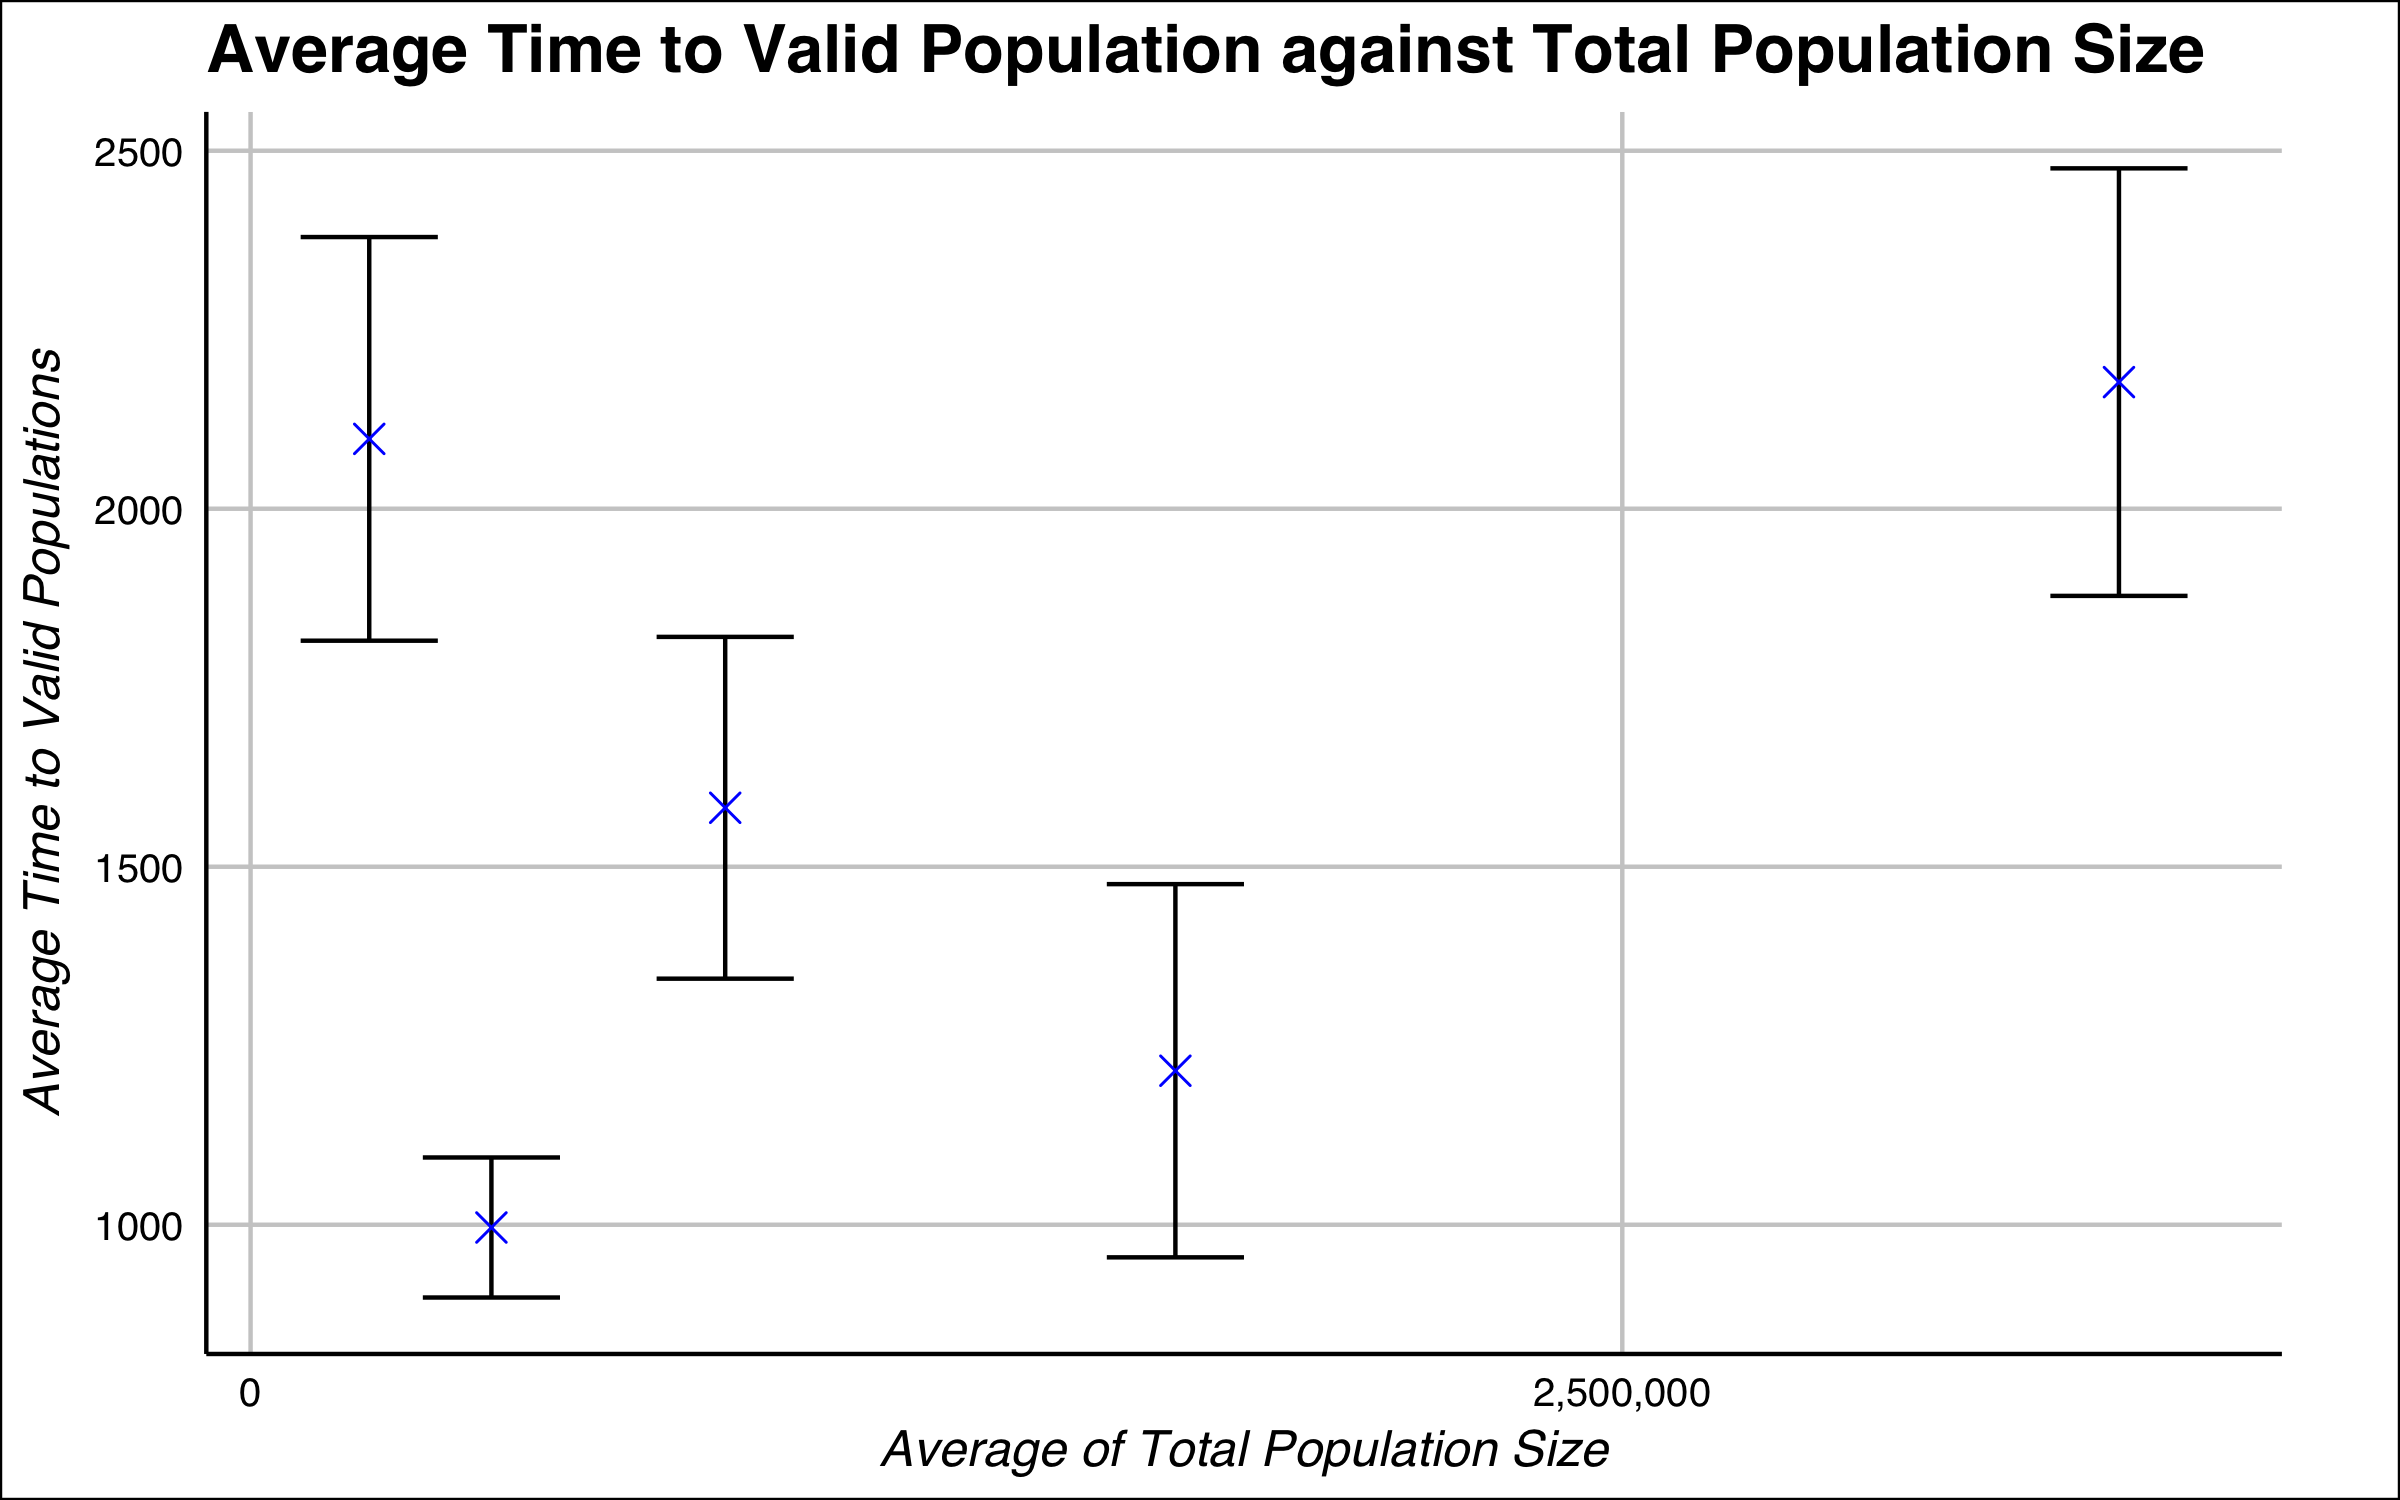 Average Time to Valid Population against Total Population Size
Average Time to Valid Populations
2500
2000
1500
1000
0
2,500,000
Average of Total Population Size